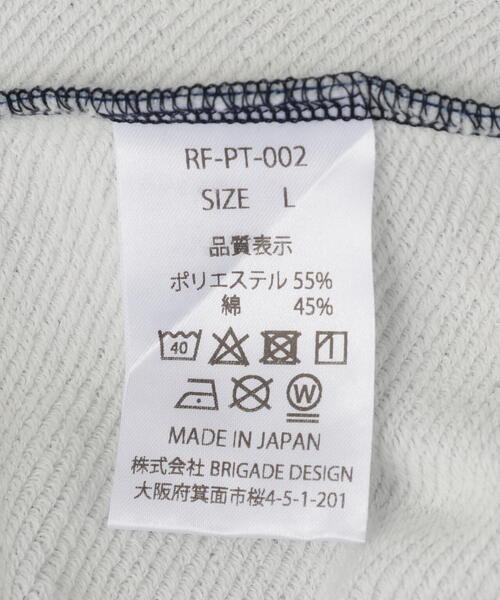 RF-PT-002
SIZE L
品質表示
ポリエステル 55%
綿 45%
40
W
MADE IN JAPAN
株式会社 BRIGADE DESIGN
大阪府箕面市桜4-5-1-201